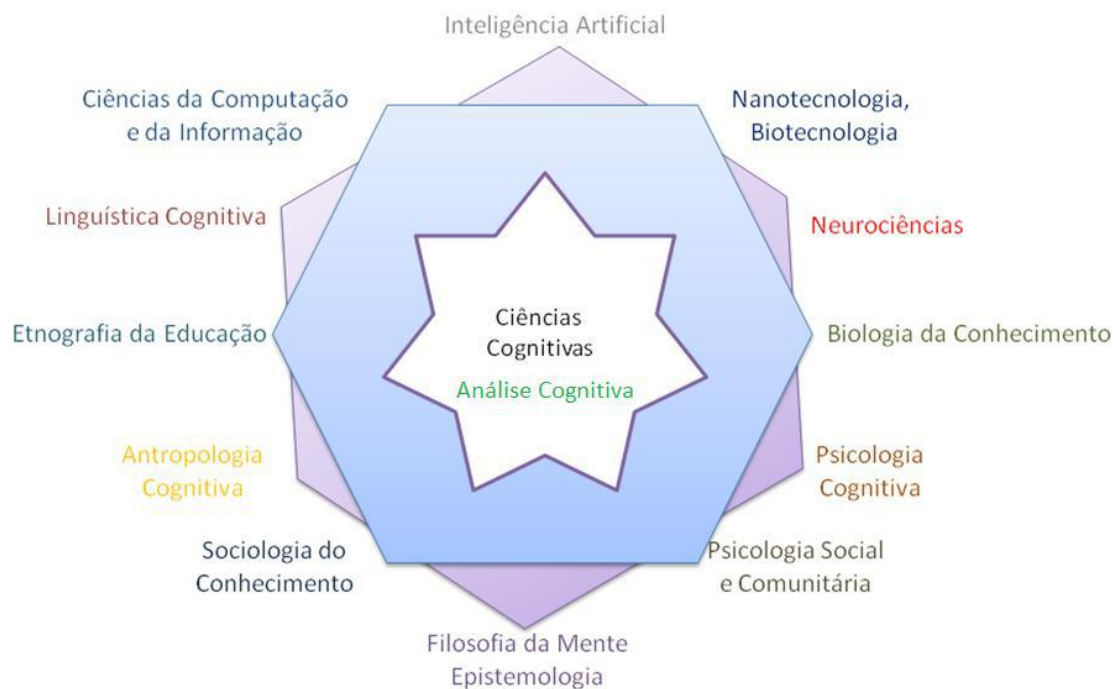 Inteligência Artificial
Ciências da Computação
e da Informação
Nanotecnologia,
Biotecnologia
Linguística Cognitiva
Neurociências
Etnografia da Educação
Ciências
Cognitivas
Análise Cognitiva
Biologia da Conhecimento
Antropologia
Cognitiva
Psicologia
Cognitiva
Sociologia do
Conhecimento
Psicologia Social
e Comunitária
Filosofia da Mente
Epistemologia